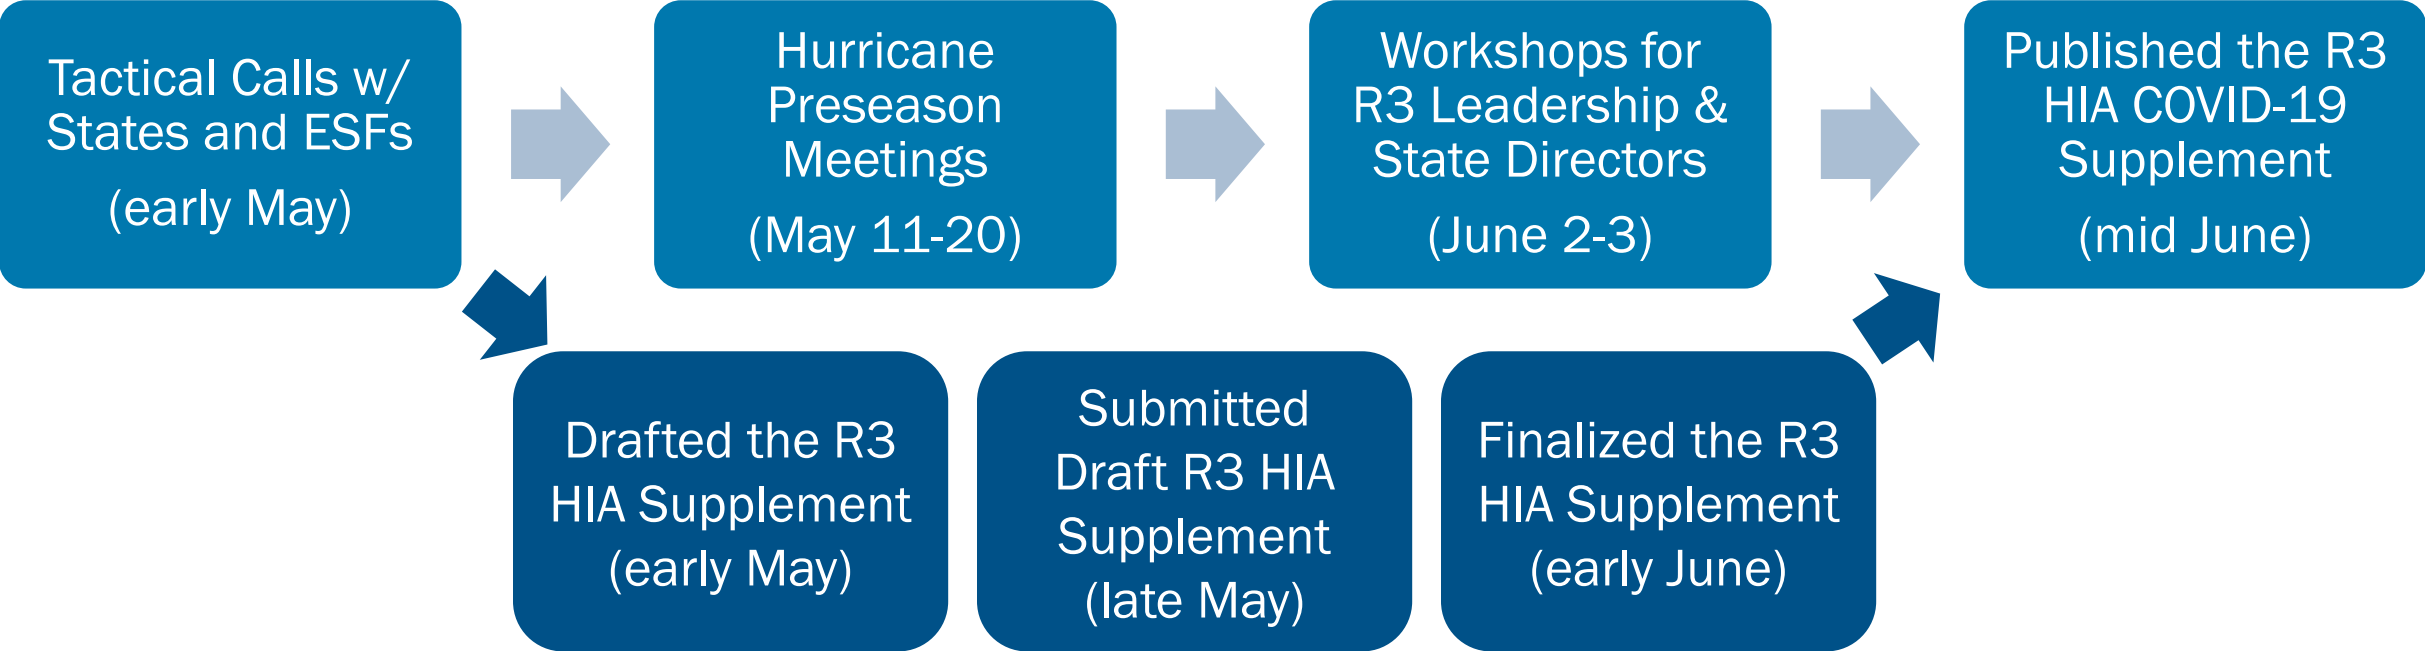 Tactical Calls w/
States and ESFs
(early May)
Hurricane
Preseason
Meetings
(May 11-20)
Workshops for
R3 Leadership &
State Directors
(June 2-3)
Published the R3
HIA COVID-19
Supplement
(mid June)
Drafted the R3
HIA Supplement
(early May)
Submitted
Draft R3 HIA
Supplement
(late May)
Finalized the R3
HIA Supplement
(early June)